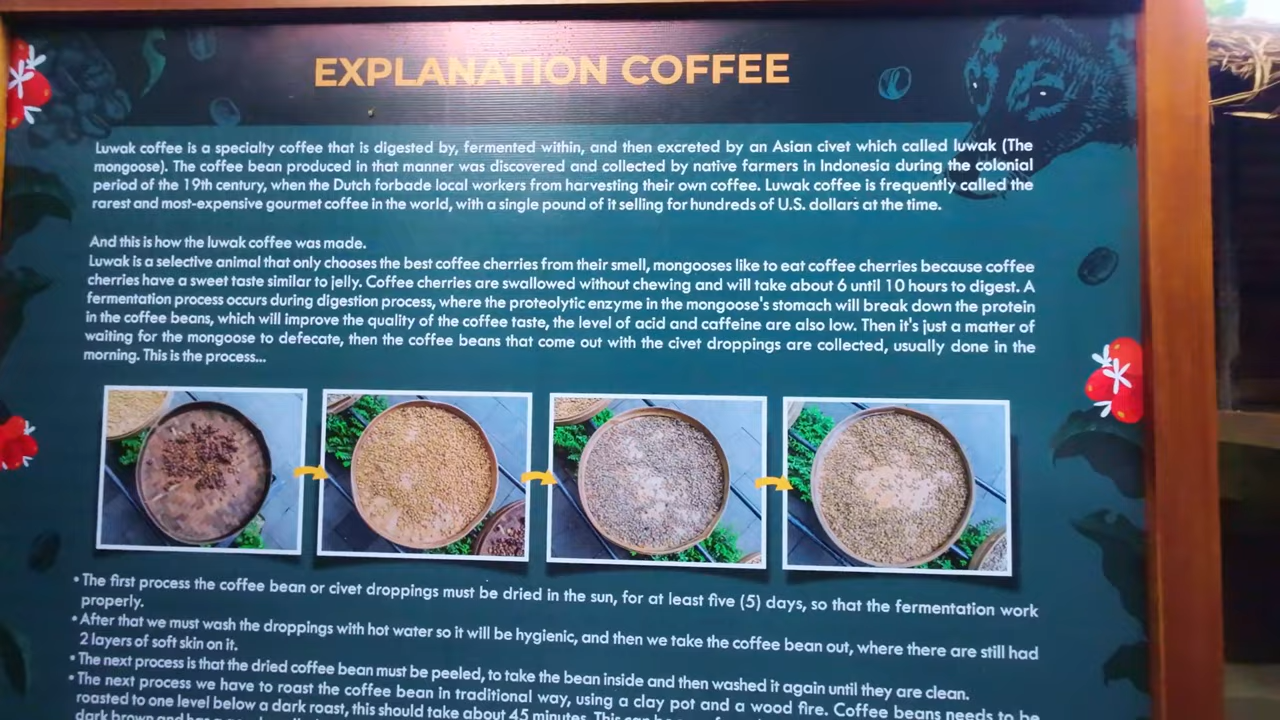 EXPLANATION COFFEE
Luwak coffee is a specialty coffee that is digested by, fermented within, and then excreted by an Asian civet which called luwak (The
mongoose). The coffee bean produced in that manner was discovered and collected by native farmers in Indonesia during the colonial
period of the 19th century, when the Dutch forbade local workers from harvesting their own coffee. Luwak coffee is frequently called the
rarest and most-expensive gourmet coffee in the world, with a single pound of it selling for hundreds of U.S. dollars at the time.
And this is how the luwak coffee was made.
Luwak is a selective animal that only chooses the best coffee cherries from their smell, mongooses like to eat coffee cherries because coffee
cherries have a sweet taste similar to jelly. Coffee cherries are swallowed without chewing and will take about 6 until 10 hours to digest. A
fermentation process occurs during digestion process, where the proteolytic enzyme in the mongoose's stomach will break down the protein
in the coffee beans, which will improve the quality of the coffee taste, the level of acid and caffeine are also low. Then it's just a matter of
waiting for the mongoose to defecate, then the coffee beans that come out with the civet droppings are collected, usually done in the
morning. This is the process...
• The first process the coffee bean or civet droppings must be dried in the sun, for at least five (5) days, so that the fermentation work
properly.
• After that we must wash the droppings with hot water so it will be hygienic, and then we take the coffee bean out, where there are still had
2 layers of soft skin on it.
• The next process is that the dried coffee bean must be peeled, to take the bean inside and then washed it again until they are clean.
• The next process we have to roast the coffee bean in traditional way, using a clay pot and a wood fire. Coffee beans needs to be
roasted to one level below a dark roast, this should take about 45 minutes. This can be
dark brown and has a